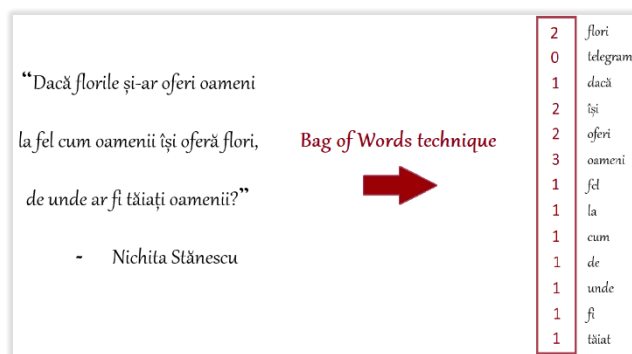 “Dacă florile și-ar oferi oameni
la fel cum oamenii își oferă flori,
de unde ar fi tăiați oamenii?”
- Nichita Stănescu
Bag of Words technique
2 flori
0 telegram
1 dacă
2 își
2 oferi
3 oameni
1 fel
1 la
1 cum
1 de
1 unde
1 fi
1 tăiat